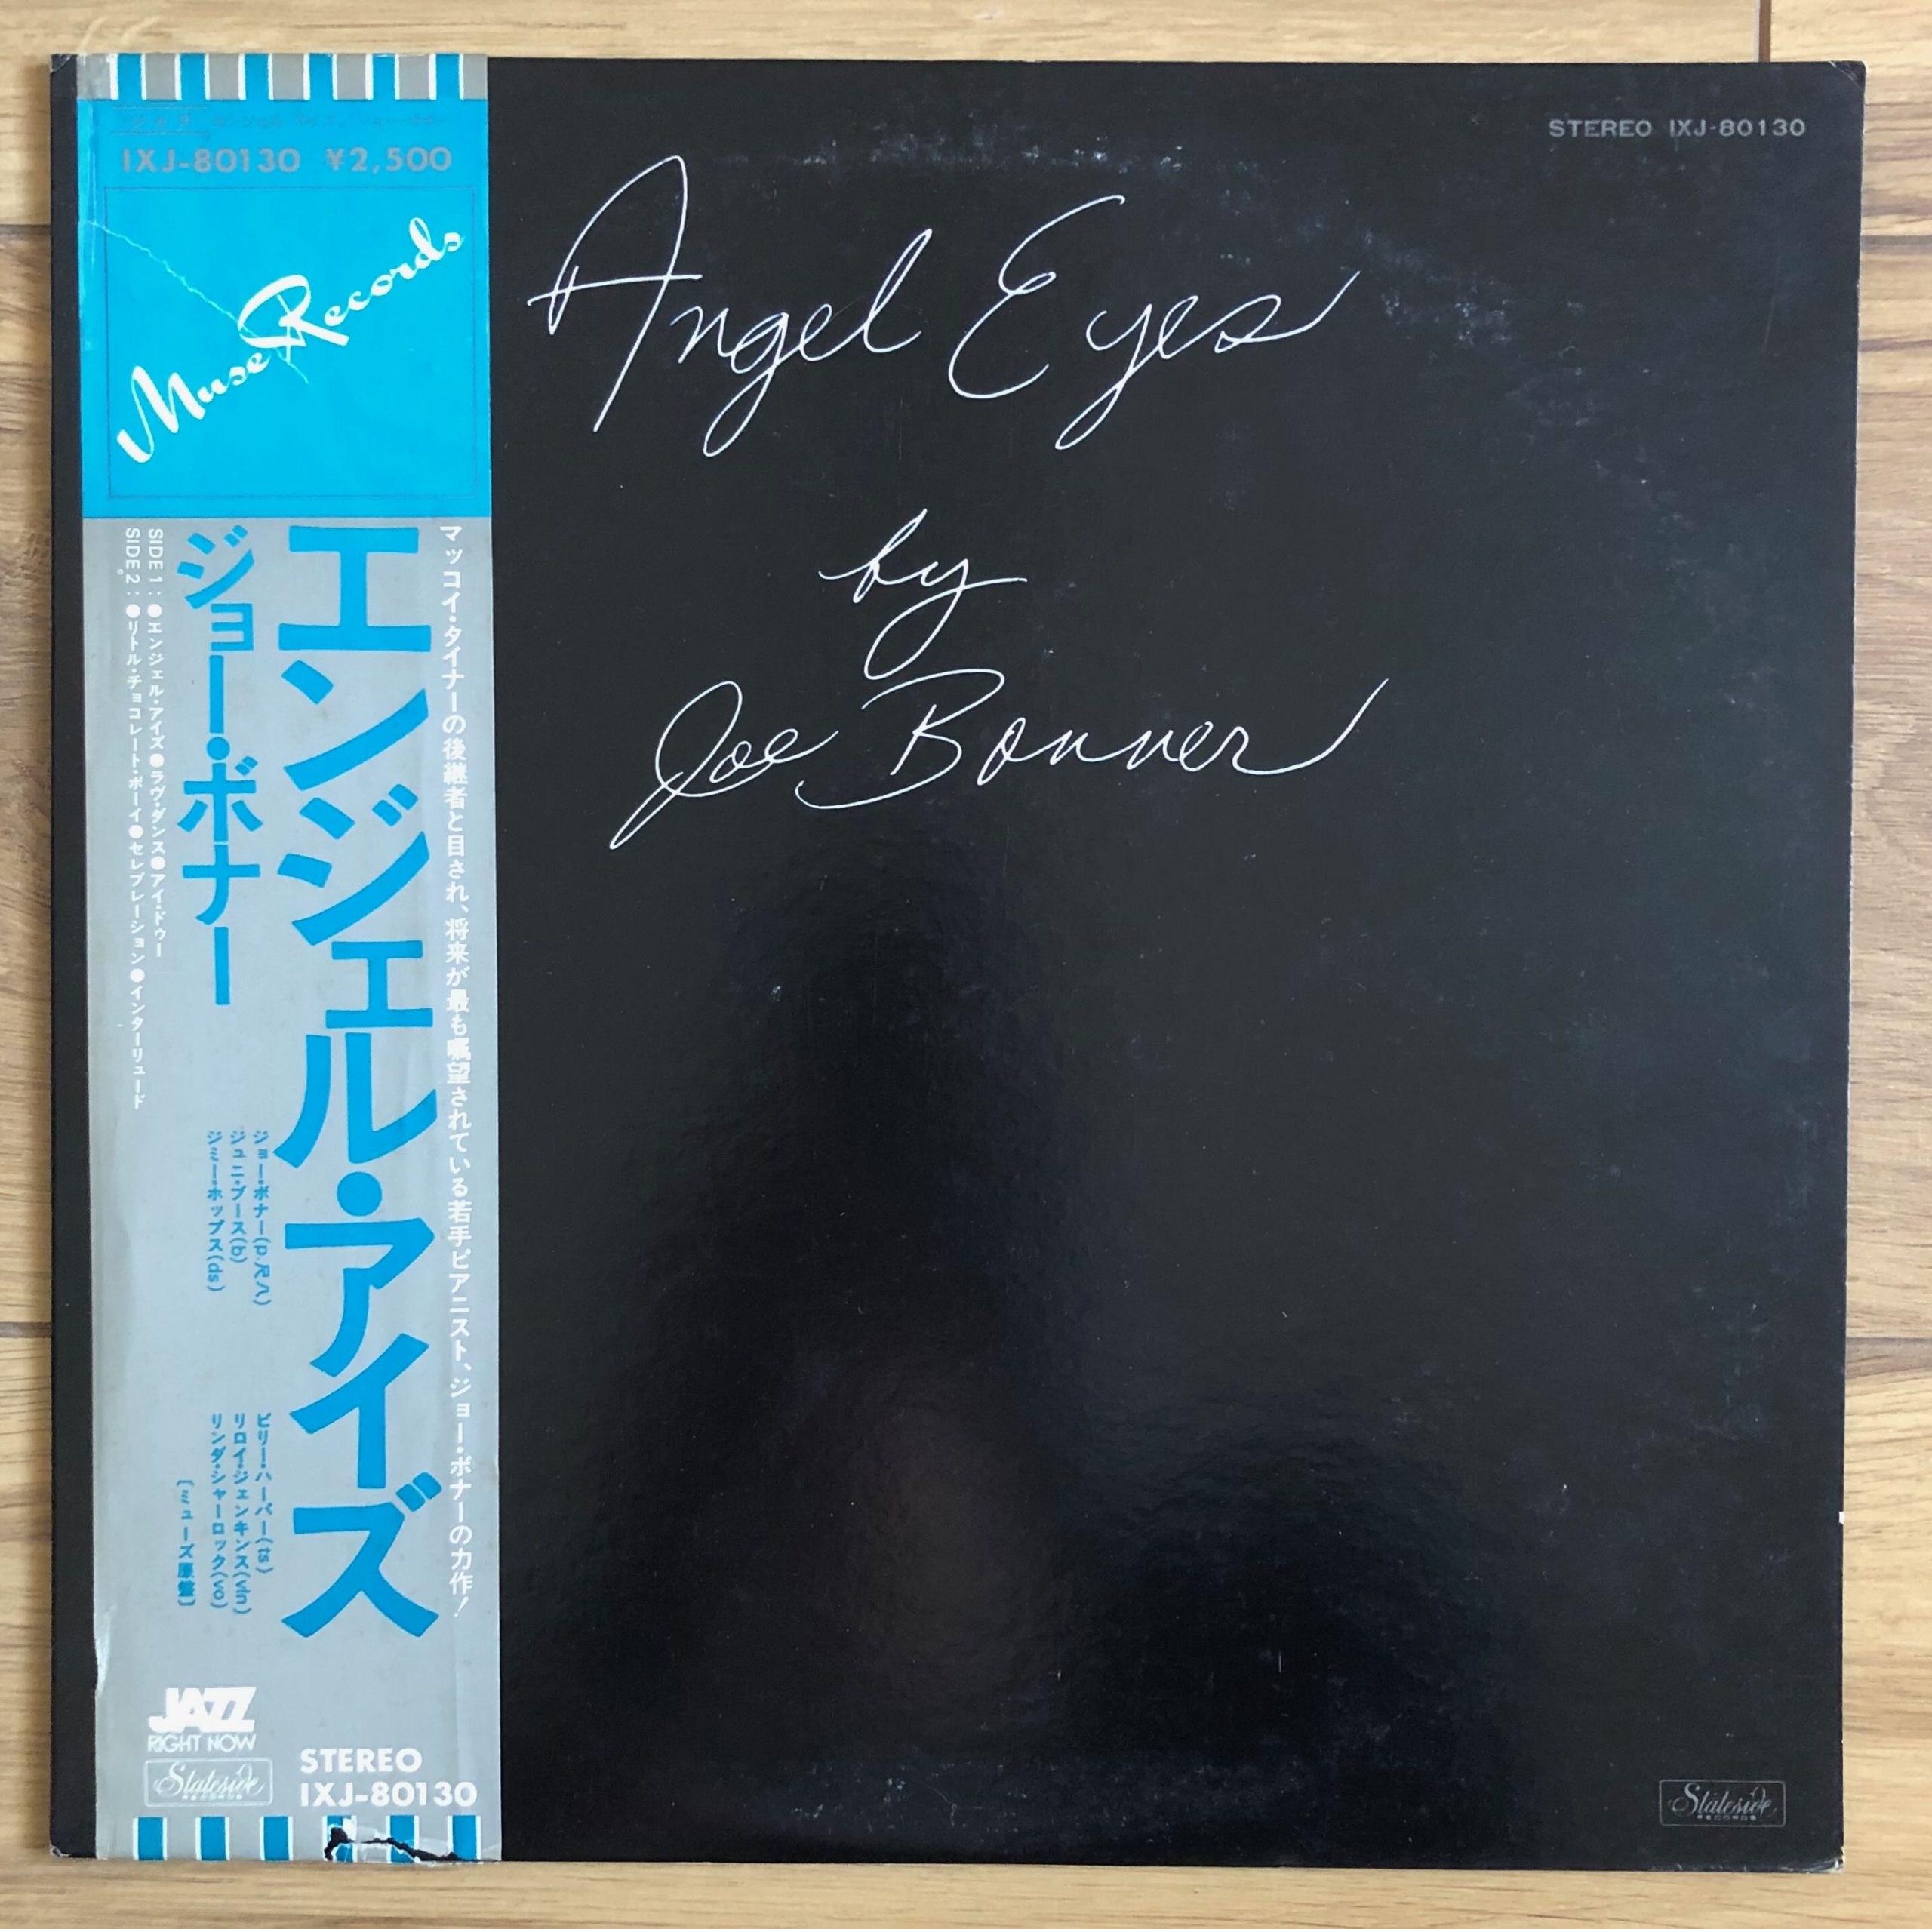 IXJ-80130 ¥2,500
Muse Records
マッコイ・タイナーの後継者と目され、将来が最も嘱望されている若手ピアニスト、ジョー・ボナーの力作!
エンジェル・アイズ
ジョー・ボナー
SIDE 1:●エンジェル・アイズ●ラヴ・ダンス●アイ・ドゥー
SIDE 2:●リトル・チョコレート・ボーイ●セレブレーション●インターリュード
ジョー・ボナー(p, 尺八)
ジュニ・ブース(b)
ジミー・ホップス(ds)
ビリー・ハーパー(ts)
リロイ・ジェンキンス(vln)
リンダ・シャーロック(vo)
〔ミューズ原盤〕
JAZZ
RIGHT NOW
Stateside
RECORDS
STEREO
IXJ-80130
STEREO IXJ-80130
Angel Eyes
by
Joe Bonner
Stateside
RECORDS